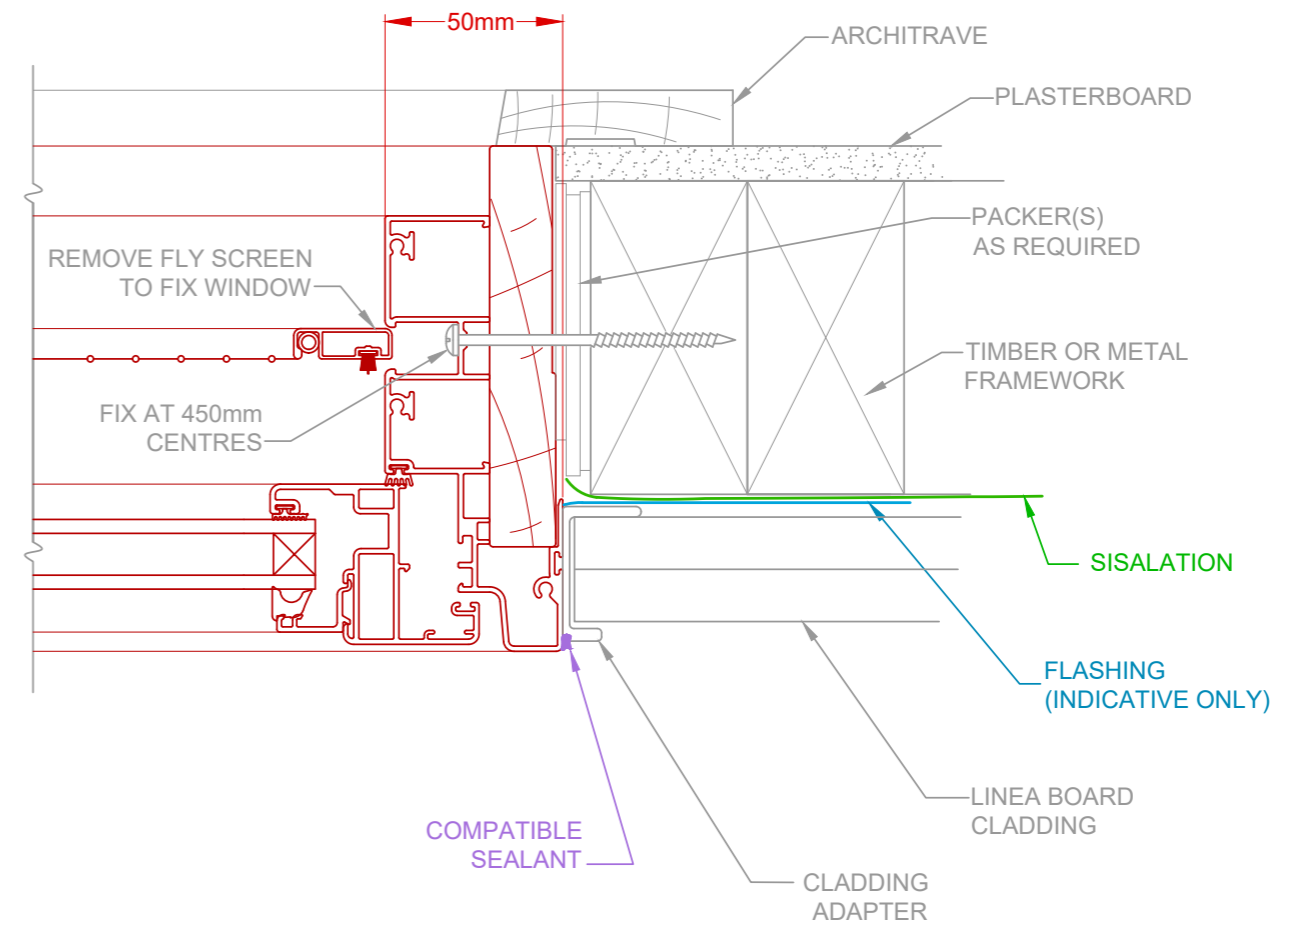 50mm
ARCHITRAVE
PLASTERBOARD
PACKER(S)
AS REQUIRED
REMOVE FLY SCREEN
TO FIX WINDOW
TIMBER OR METAL
FRAMEWORK
FIX AT 450mm
CENTRES
SISALATION
FLASHING
(INDICATIVE ONLY)
LINEA BOARD
CLADDING
COMPATIBLE
SEALANT
CLADDING
ADAPTER